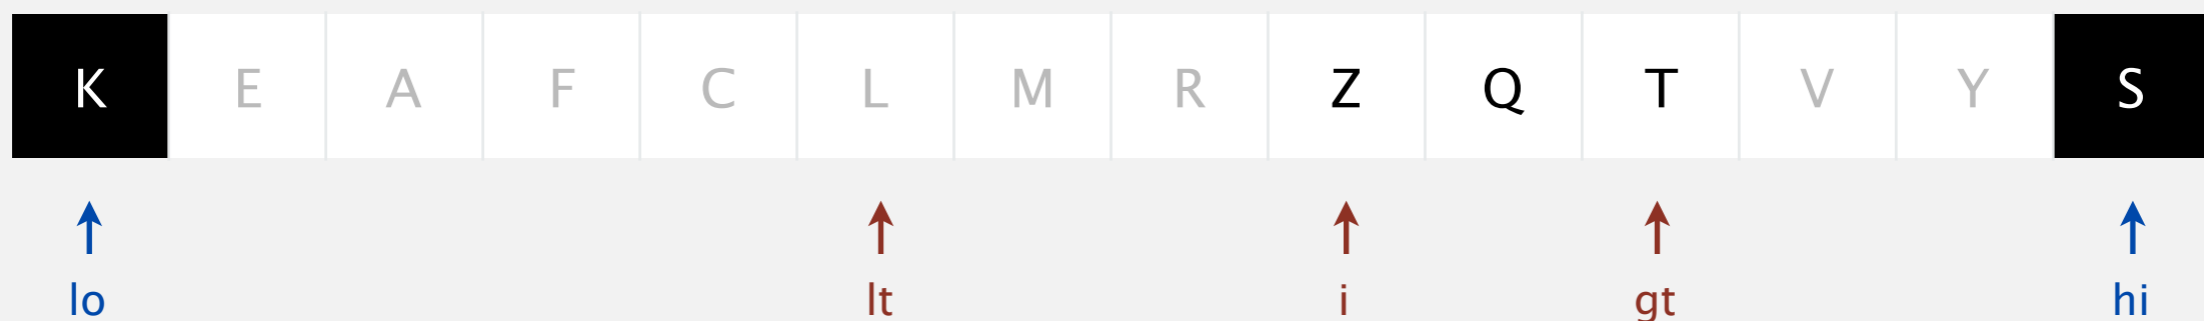 K E A F C L M R Z Q T V Y S
lo lt i gt hi